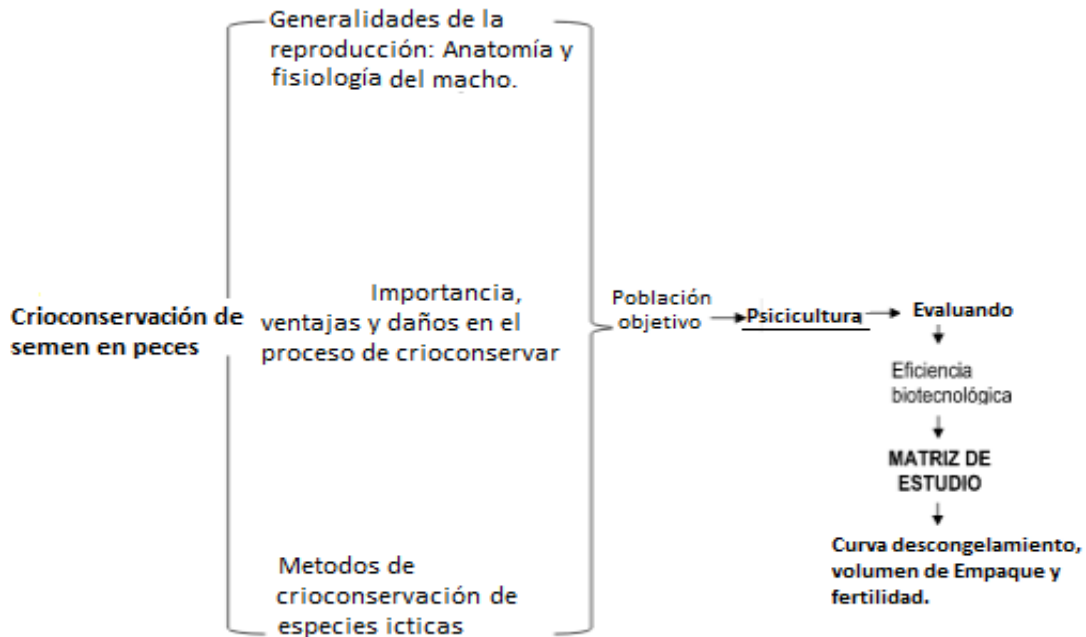 Generalidades de la
reproducción: Anatomía y
fisiología del macho.
Crioconservación de
semen en peces
Importancia,
ventajas y daños en el
proceso de crioconservar
Metodos de
crioconservación de
especies icticas
Población
objetivo
Psicicultura
Evaluando
Eficiencia
biotecnológica
MATRIZ DE
ESTUDIO
Curva descongelamiento,
volumen de Empaque y
fertilidad.